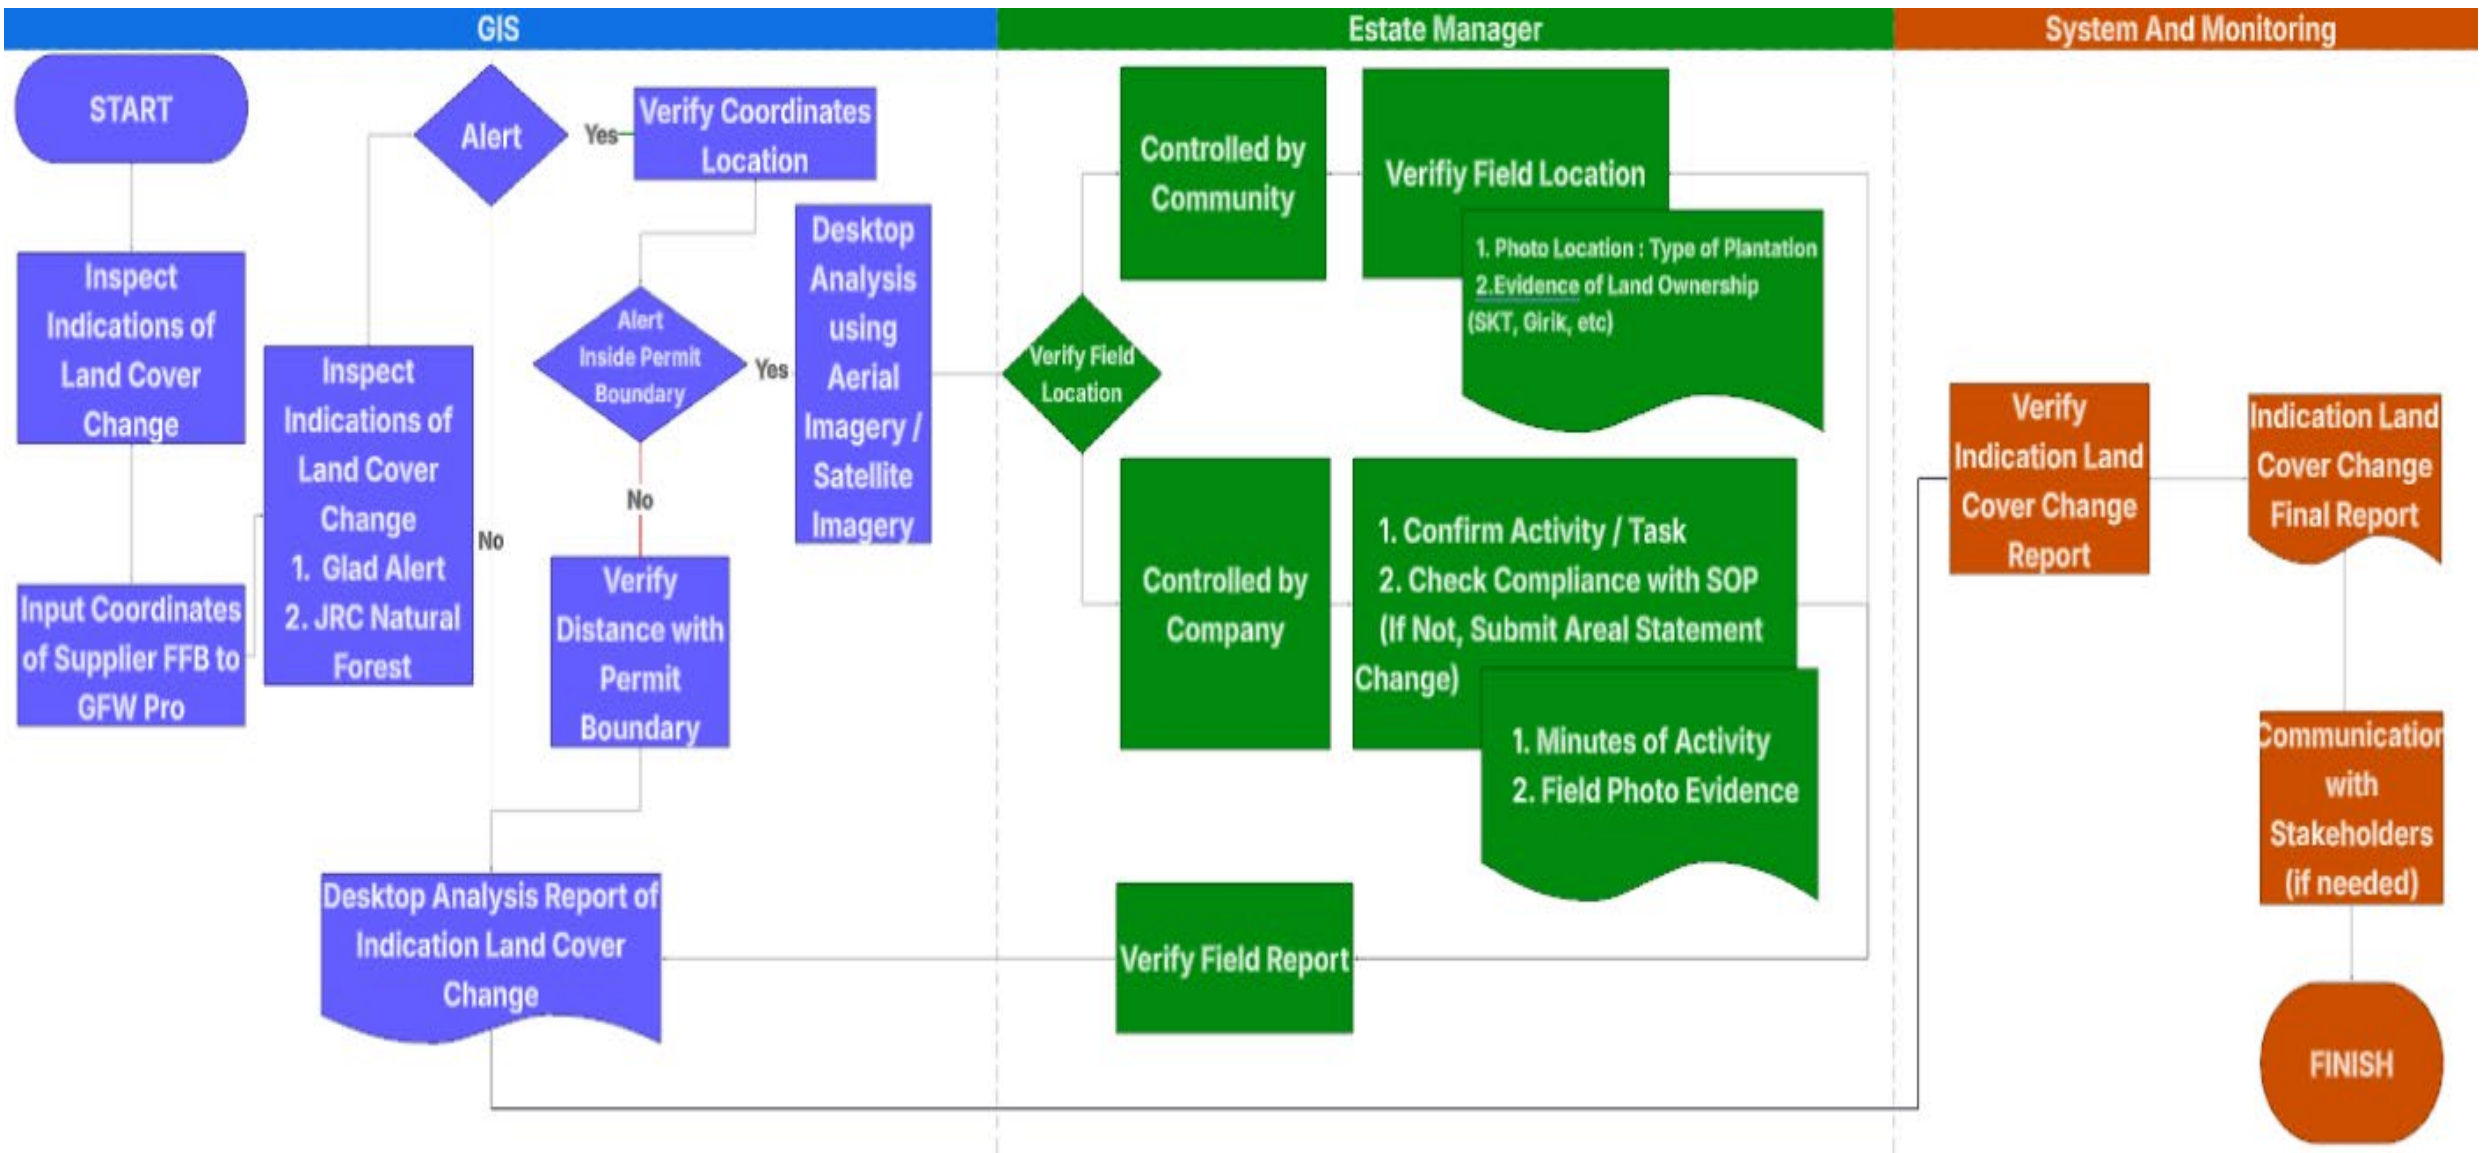 GIS
Estate Manager
System And Monitoring
START
Inspect
Indications of
Land Cover
Change
Input Coordinates
of Supplier FFB to
GFW Pro
Inspect
Indications of
Land Cover
Change
1. Glad Alert
2. JRC Natural
Forest
Alert
Yes
No
Verify Coordinates
Location
Alert
Inside Permit
Boundary
Yes
No
Verify
Distance with
Permit
Boundary
Desktop
Analysis
using
Aerial
Imagery /
Satellite
Imagery
Desktop Analysis Report of
Indication Land Cover
Change
Verify Field
Location
Controlled by
Community
Verifiy Field Location
1. Photo Location : Type of Plantation
2.Evidence of Land Ownership
(SKT, Girik, etc)
Controlled by
Company
1. Confirm Activity / Task
2. Check Compliance with SOP
(If Not, Submit Areal Statement
Change)
1. Minutes of Activity
2. Field Photo Evidence
Verify Field Report
Verify
Indication Land
Cover Change
Report
Indication Land
Cover Change
Final Report
Communication
with
Stakeholders
(if needed)
FINISH